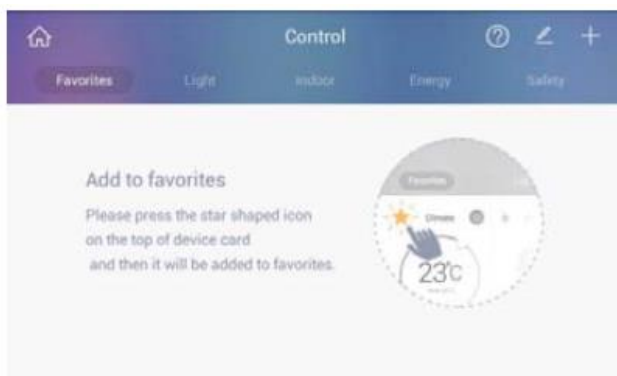 Control
Favorites Light Indoor Energy Safety
Add to favorites
Please press the star shaped icon
on the top of device card
and then it will be added to favorites.
Favorites
Climate
23°C